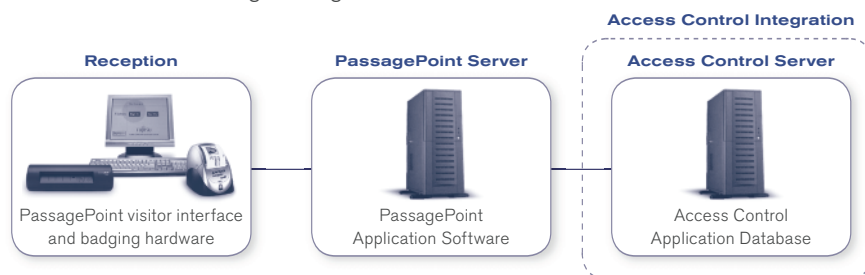 Access Control Integration
Reception
PassagePoint Server
Access Control Server
PassagePoint visitor interface
and badging hardware
PassagePoint
Application Software
Access Control
Application Database